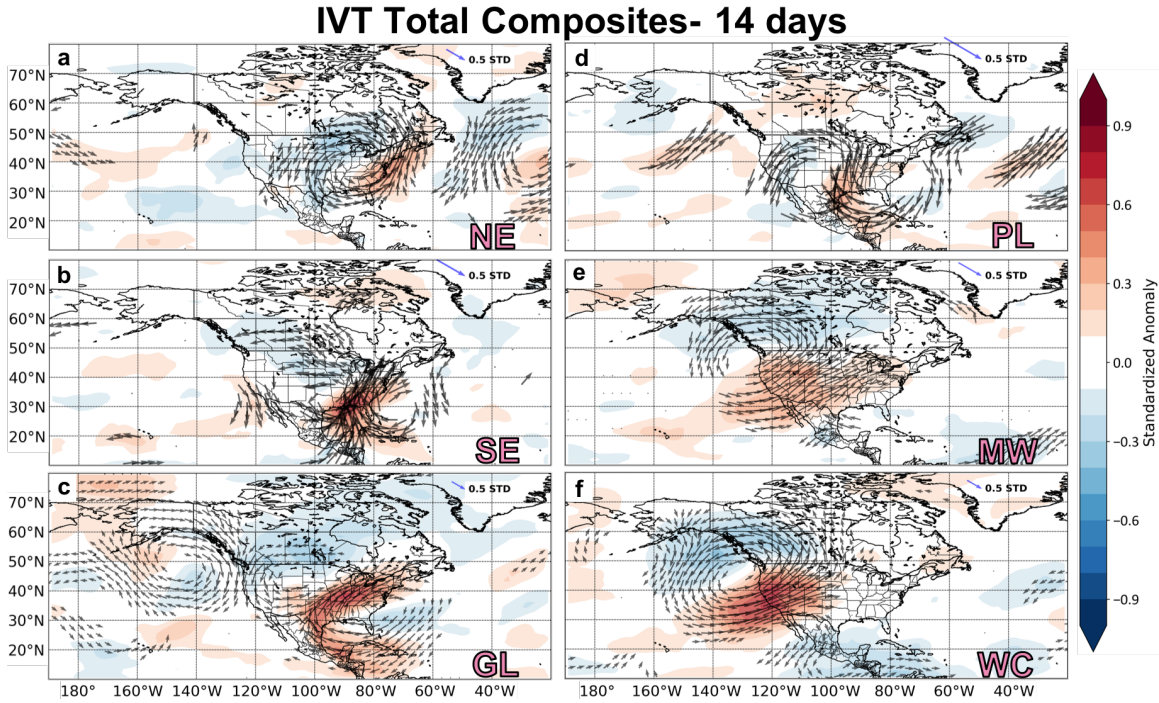 IVT Total Composites- 14 days
a
0.5 STD
70°N
60°N
50°N
40°N
30°N
20°N
NE
d
0.5 STD
PL
b
0.5 STD
70°N
60°N
50°N
40°N
30°N
20°N
SE
e
0.5 STD
MW
c
0.5 STD
70°N
60°N
50°N
40°N
30°N
20°N
GL
f
0.5 STD
WC
180° 160°W 140°W 120°W 100°W 80°W 60°W 40°W
180° 160°W 140°W 120°W 100°W 80°W 60°W 40°W
0.9
0.6
0.3
0.0
−0.3
−0.6
−0.9
Standardized Anomaly